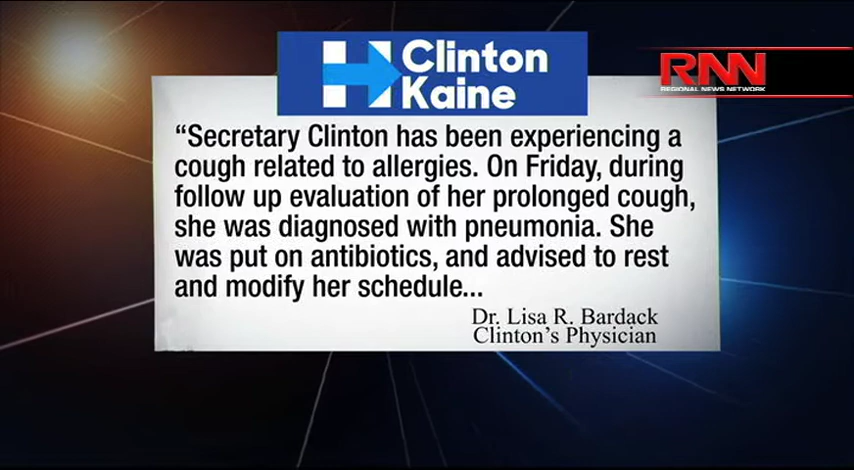 Clinton
Kaine
RNN
REGIONAL NEWS NETWORK
“Secretary Clinton has been experiencing a
cough related to allergies. On Friday, during
follow up evaluation of her prolonged cough,
she was diagnosed with pneumonia. She
was put on antibiotics, and advised to rest
and modify her schedule...
Dr. Lisa R. Bardack
Clinton’s Physician